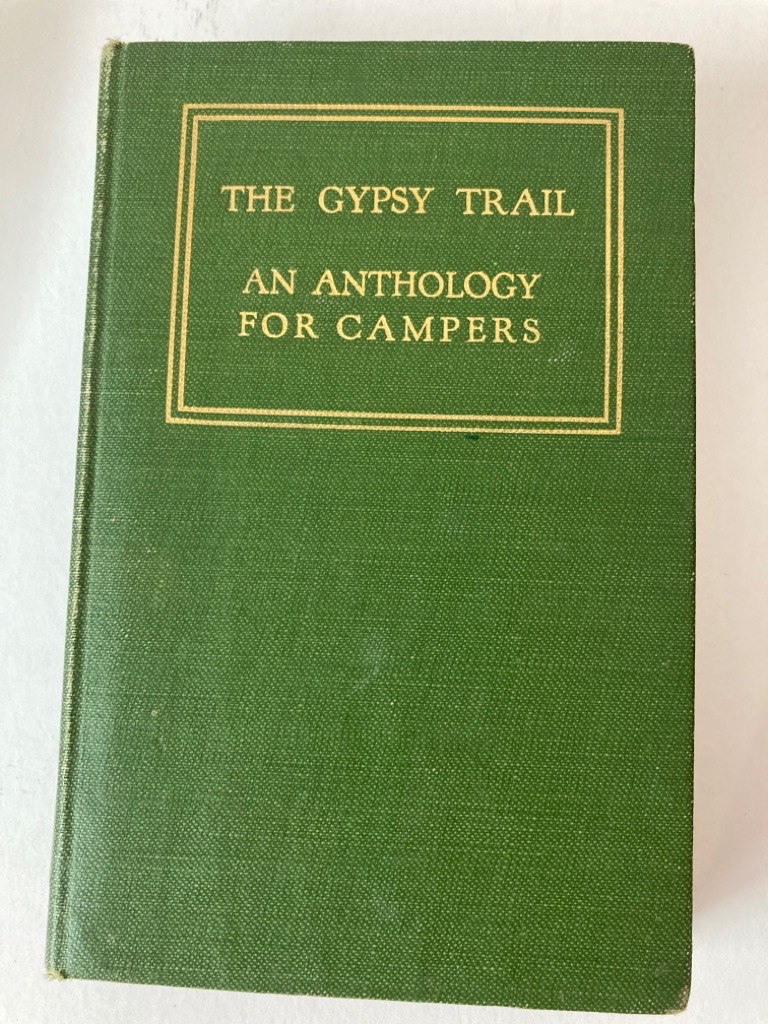 THE GYPSY TRAIL
AN ANTHOLOGY
FOR CAMPERS